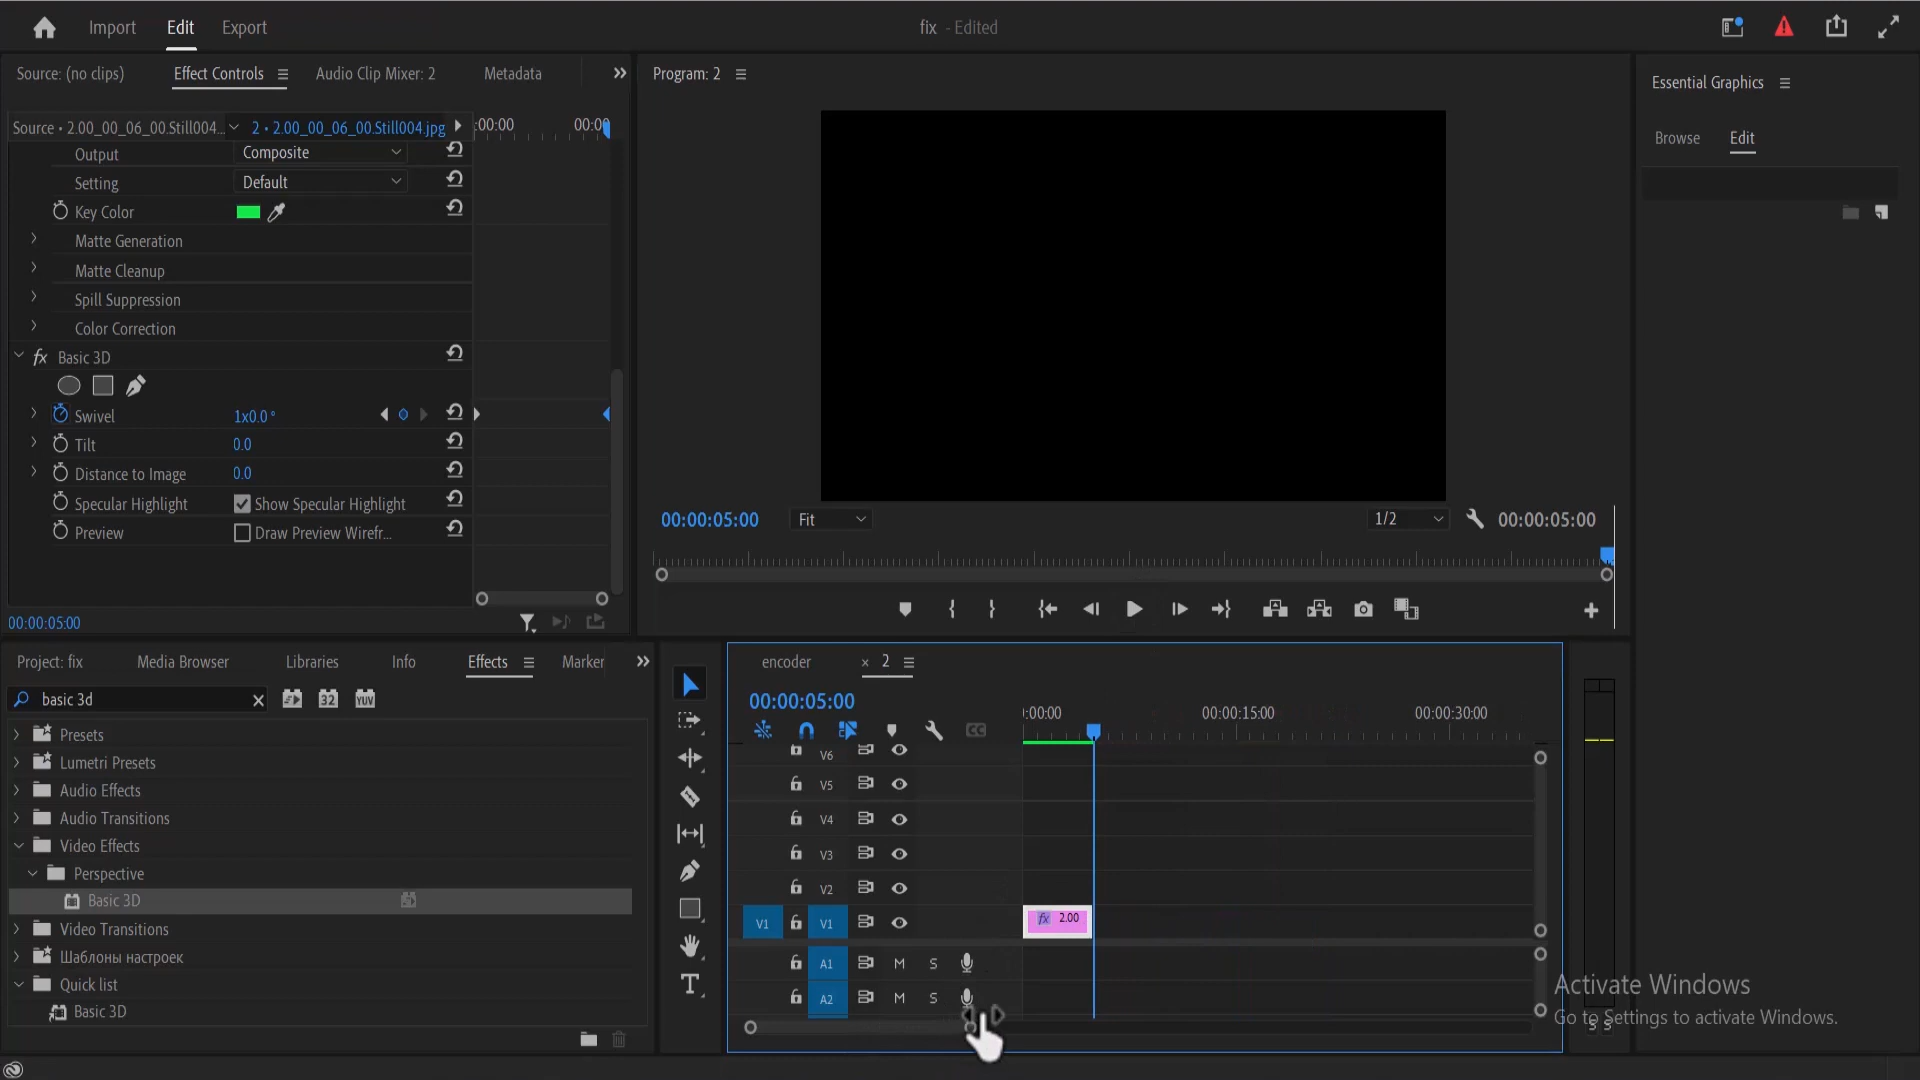 Import Edit Export
fix - Edited
Source: (no clips) Effect Controls Audio Clip Mixer: 2 Metadata
Program: 2
Essential Graphics
Browse Edit
Source • 2.00_00_06_00.Still004... 2 • 2.00_00_06_00.Still004.jpg :00:00 00:00
Output Composite
Setting Default
Key Color
Matte Generation
Matte Cleanup
Spill Suppression
Color Correction
fx Basic 3D
Swivel 1x0.0 °
Tilt 0.0
Distance to Image 0.0
Specular Highlight Show Specular Highlight
Preview Draw Preview Wirefr...
00:00:05:00
00:00:05:00 Fit 1/2 00:00:05:00
Project: fix Media Browser Libraries Info Effects Marker
basic 3d 32 YUV
Presets
Lumetri Presets
Audio Effects
Audio Transitions
Video Effects
Perspective
Basic 3D
Video Transitions
Шаблоны настроек
Quick list
Basic 3D
encoder × 2
00:00:05:00
:00:00 00:00:15:00 00:00:30:00
CC
V6
V5
V4
V3
V2
V1 V1 fx 2.00
A1 M S
A2 M S
T
S S
Activate Windows
Go to Settings to activate Windows.